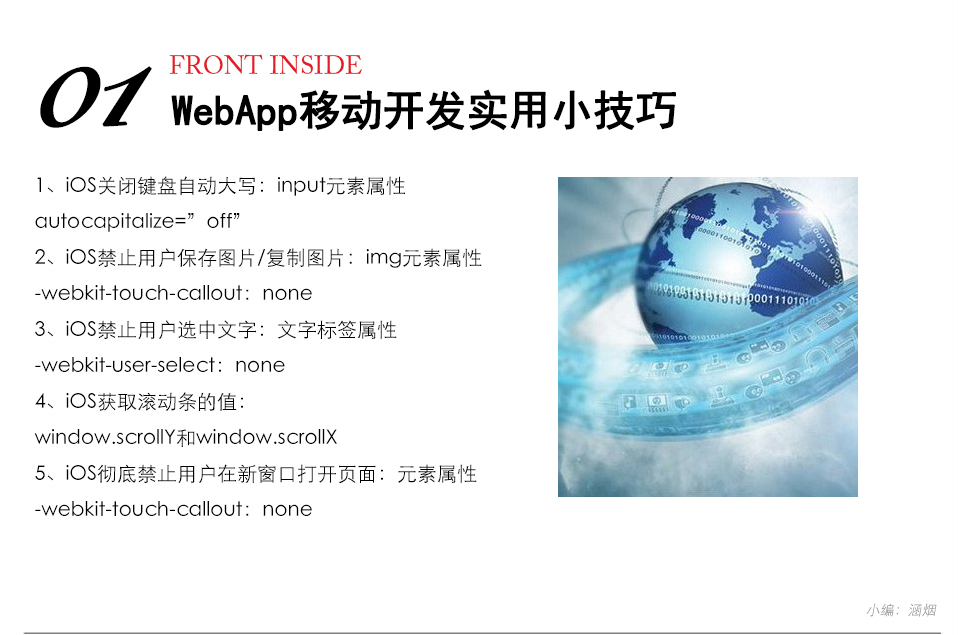 01
FRONT INSIDE
WebApp移动开发实用小技巧
1、iOS关闭键盘自动大写：input元素属性
autocapitalize=”off”
2、iOS禁止用户保存图片/复制图片：img元素属性
-webkit-touch-callout：none
3、iOS禁止用户选中文字：文字标签属性
-webkit-user-select：none
4、iOS获取滚动条的值：
window.scrollY和window.scrollX
5、iOS彻底禁止用户在新窗口打开页面：元素属性
-webkit-touch-callout：none
小编：涵烟